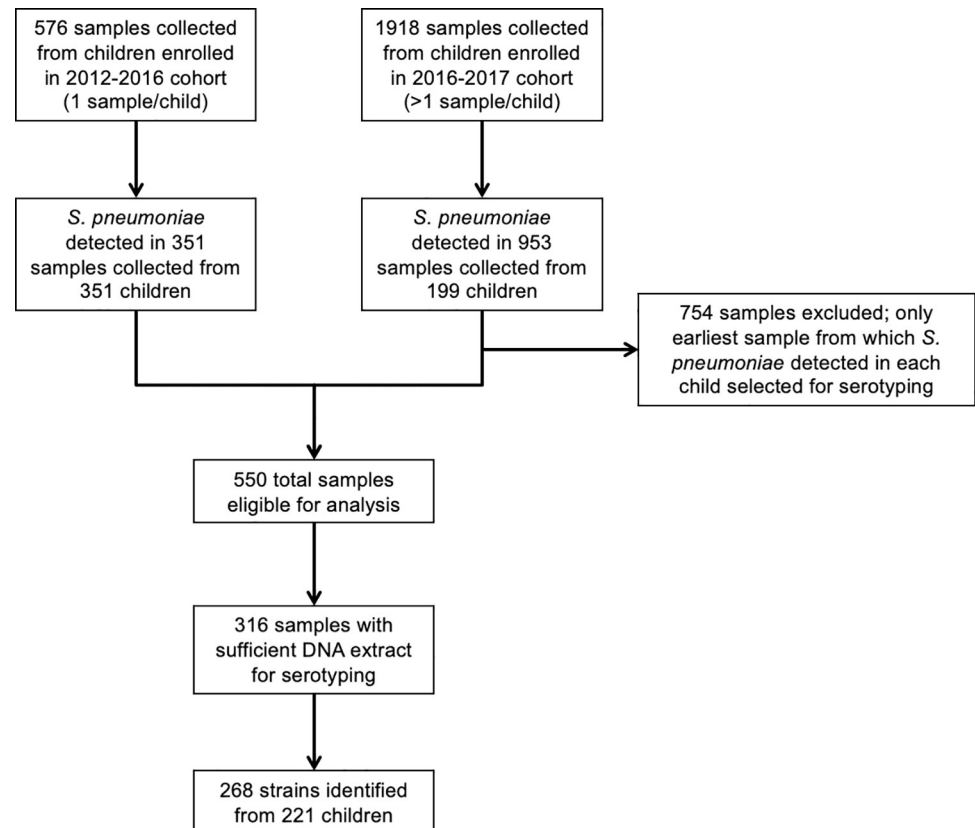 576 samples collected
from children enrolled
in 2012-2016 cohort
(1 sample/child)
1918 samples collected
from children enrolled
in 2016-2017 cohort
(>1 sample/child)
S. pneumoniae
detected in 351
samples collected from
351 children
S. pneumoniae
detected in 953
samples collected from
199 children
754 samples excluded; only
earliest sample from which S.
pneumoniae detected in each
child selected for serotyping
550 total samples
eligible for analysis
316 samples with
sufficient DNA extract
for serotyping
268 strains identified
from 221 children